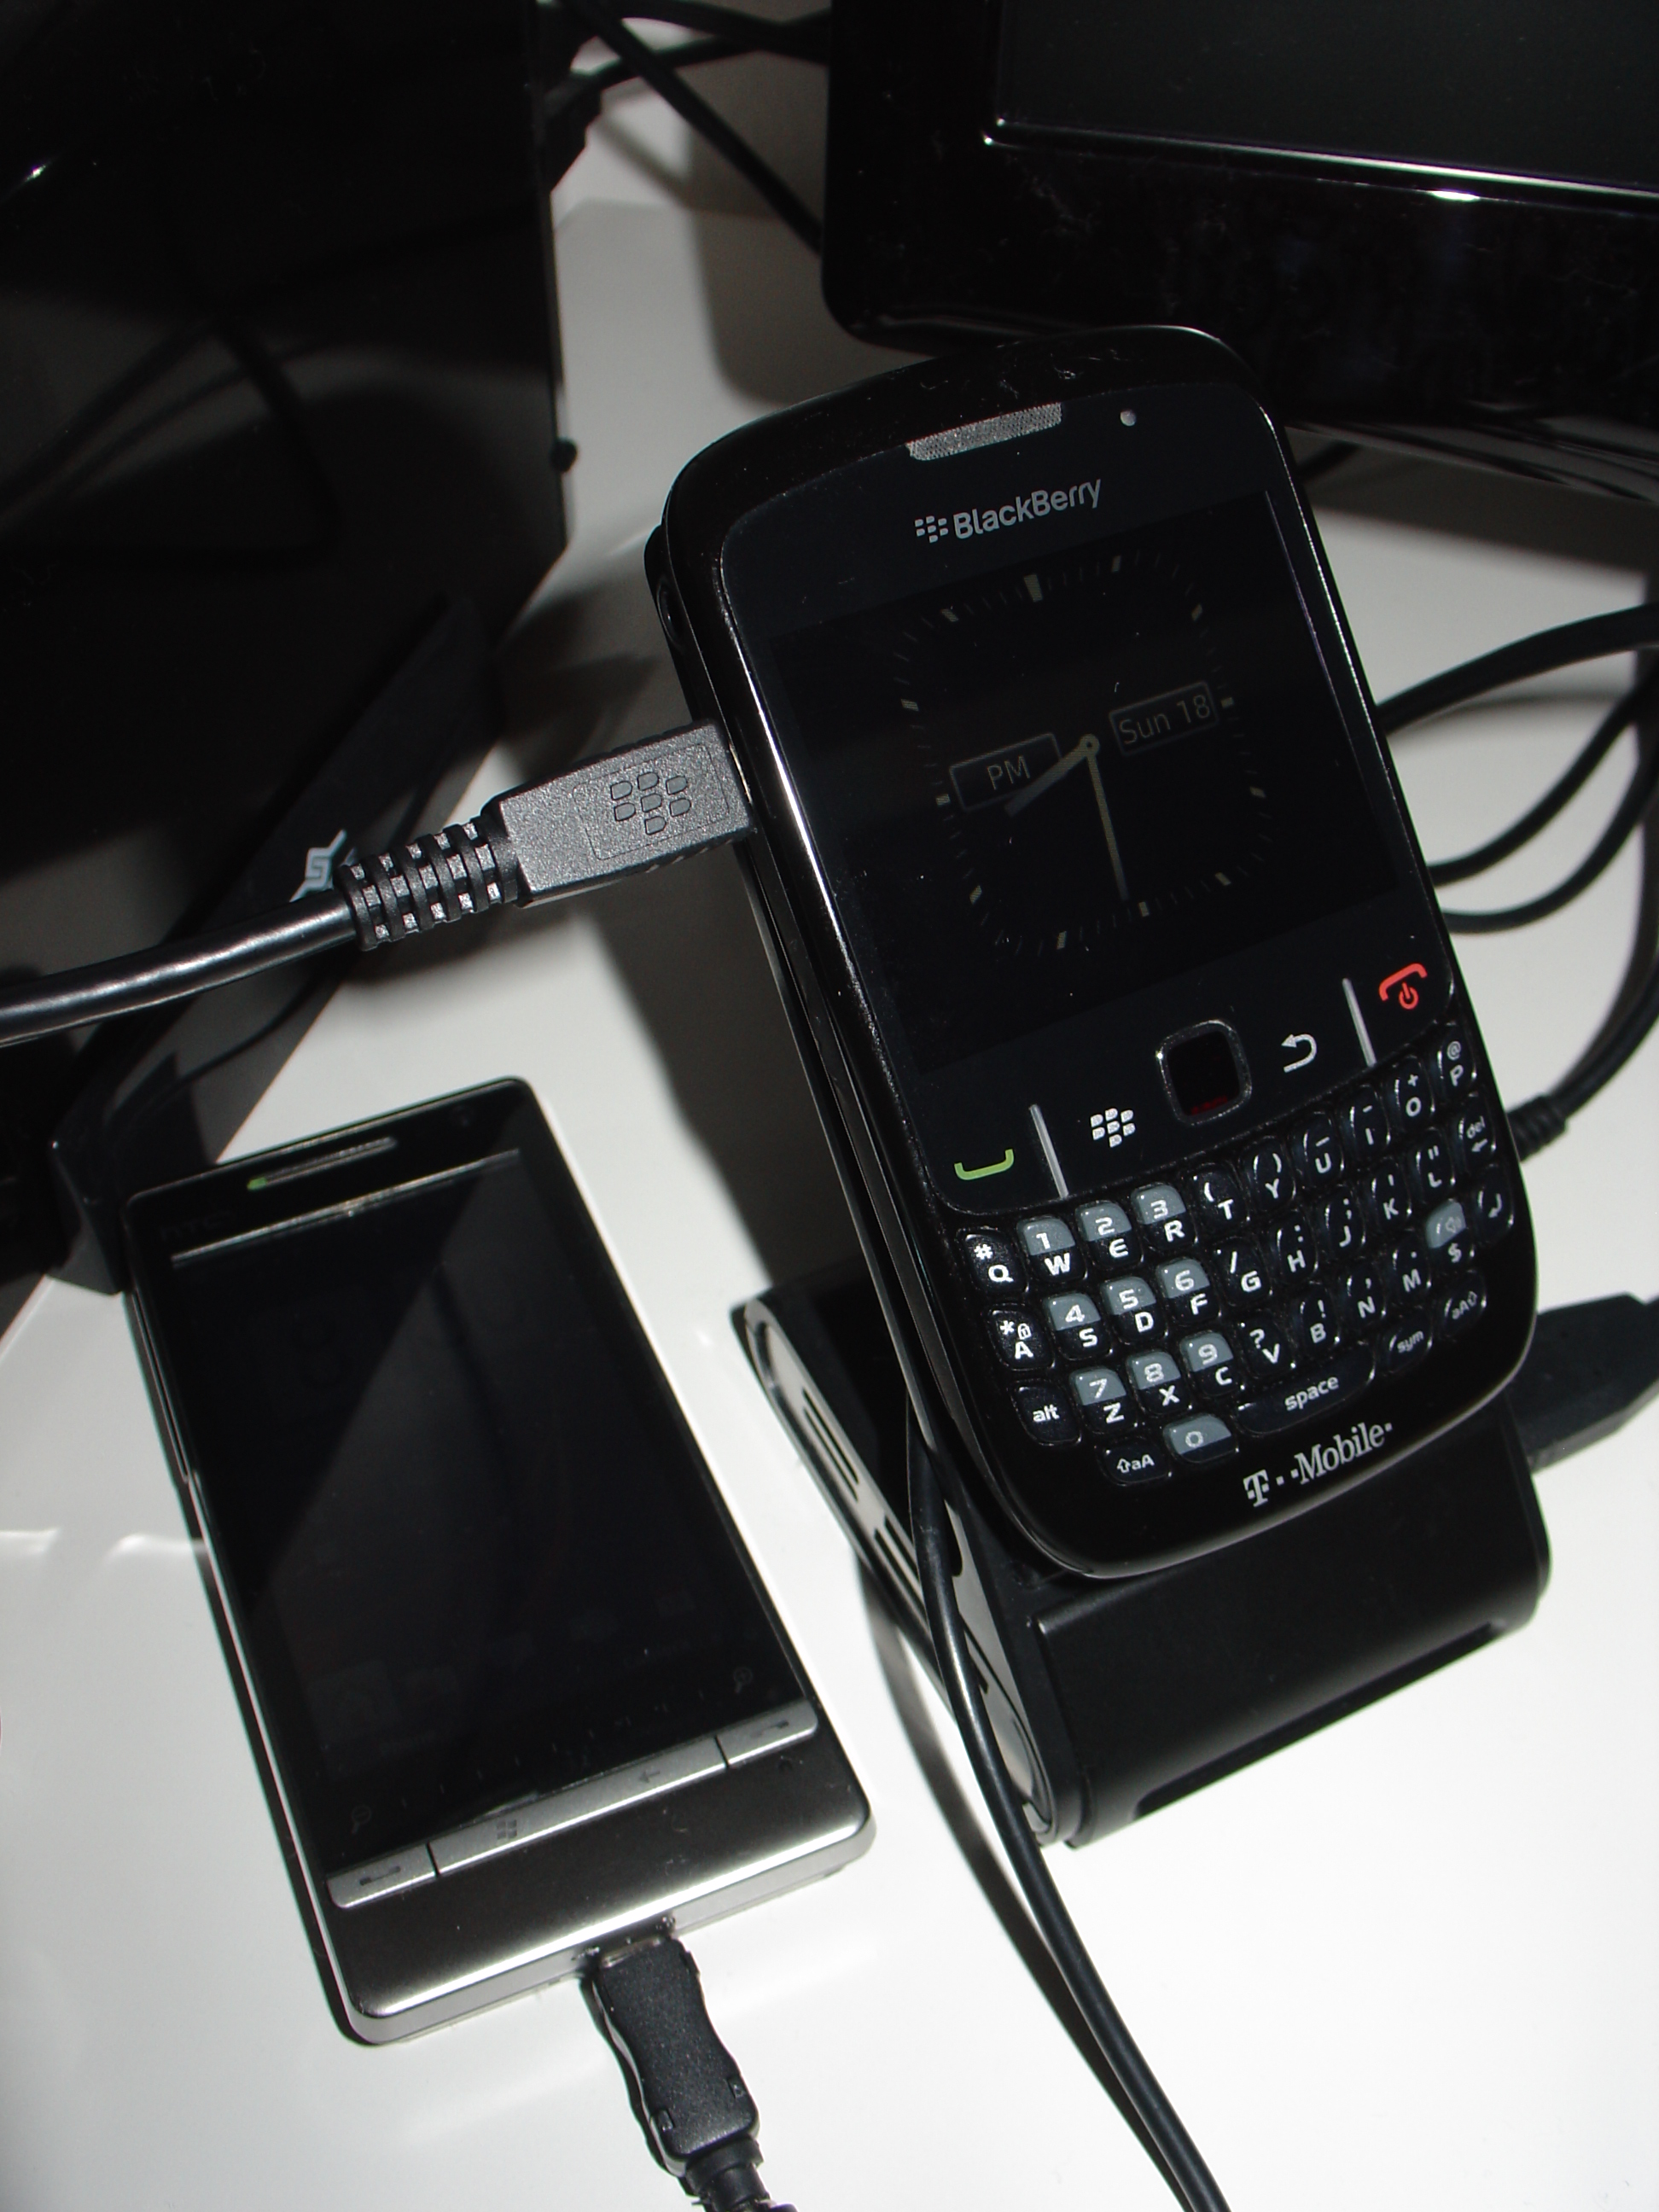 BlackBerry
Sun 18
PM
# 1 2 3 ( ) _ - + @
Q W E R T Y U I O P
* 4 5 6 / : ; ' " del
A S D F G H J K L
alt 7 8 9 ? ! , . $
Z X C V B N M
aA 0 space sym aA
T··Mobile·
hTC